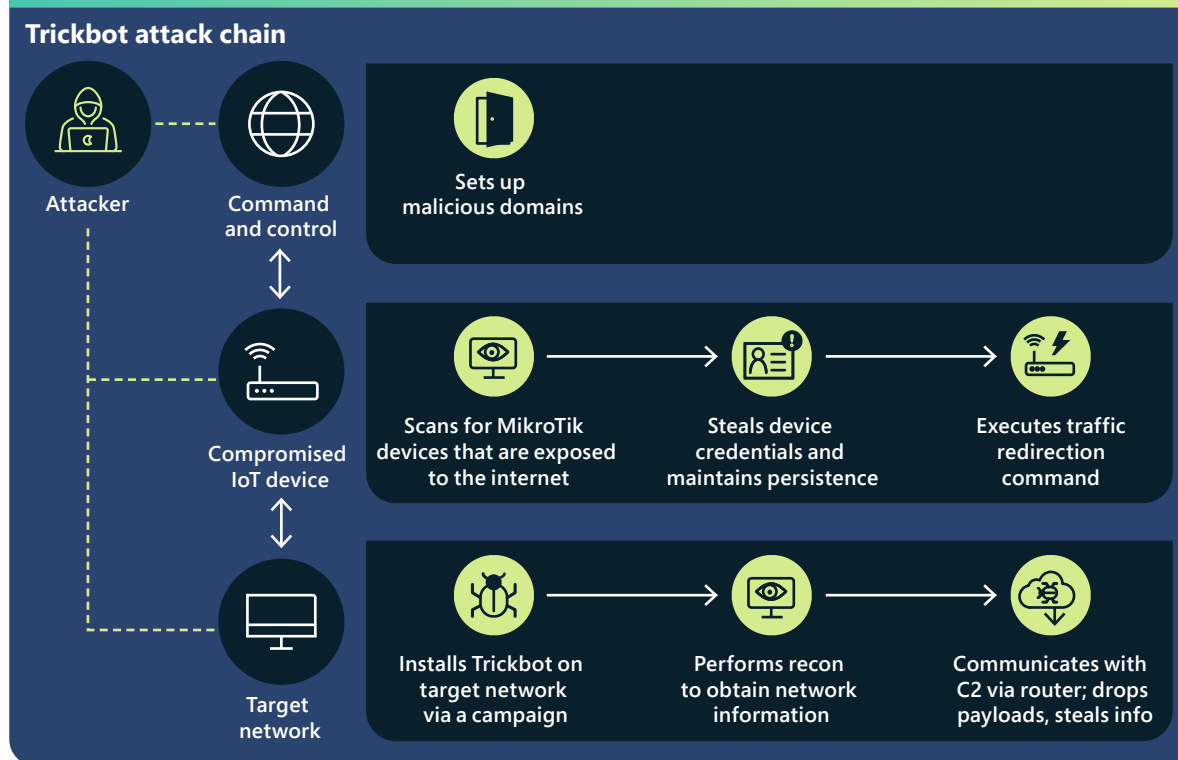 Trickbot attack chain
Attacker
Command
and control
Sets up
malicious domains
Compromised
IoT device
Scans for MikroTik
devices that are exposed
to the internet
Steals device
credentials and
maintains persistence
Executes traffic
redirection
command
Target
network
Installs Trickbot on
target network
via a campaign
Performs recon
to obtain network
information
Communicates with
C2 via router; drops
payloads, steals info